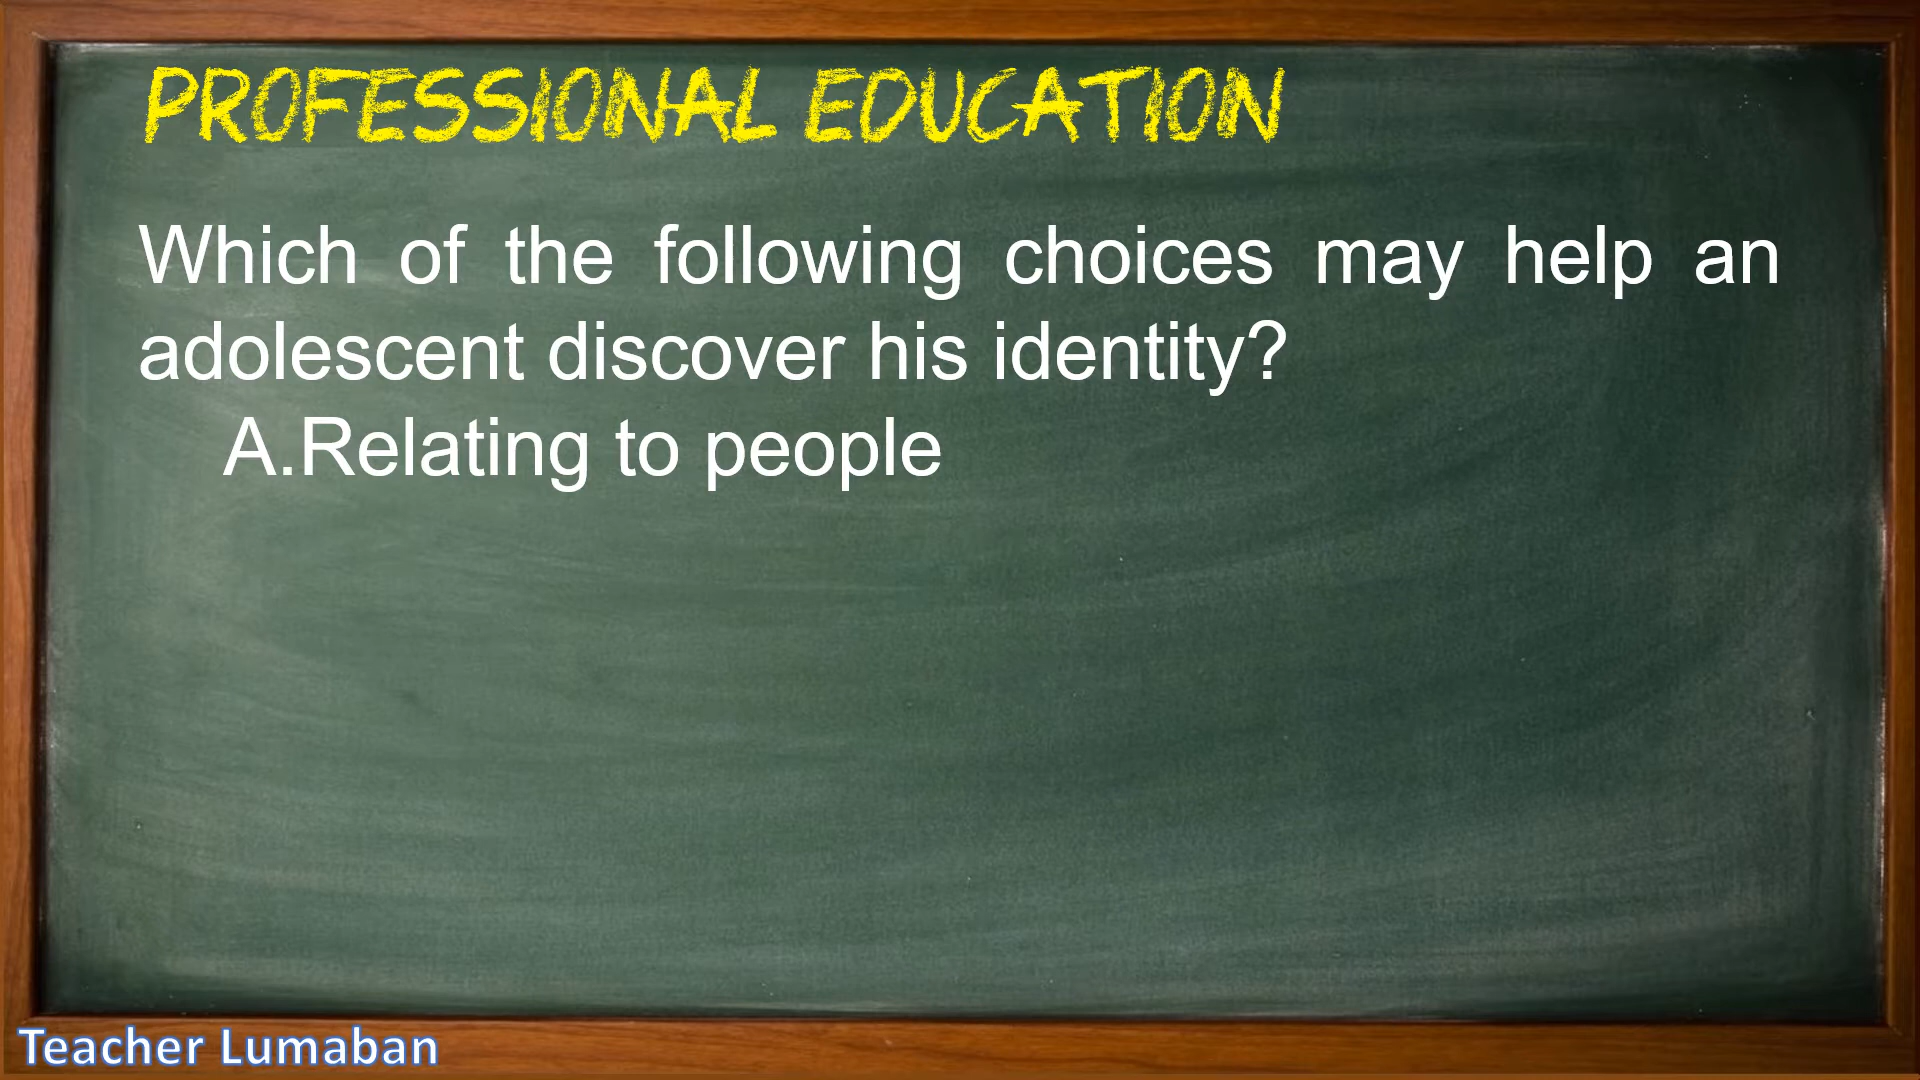 PROFESSIONAL EDUCATION
Which of the following choices may help an
adolescent discover his identity?
A.Relating to people
Teacher Lumaban